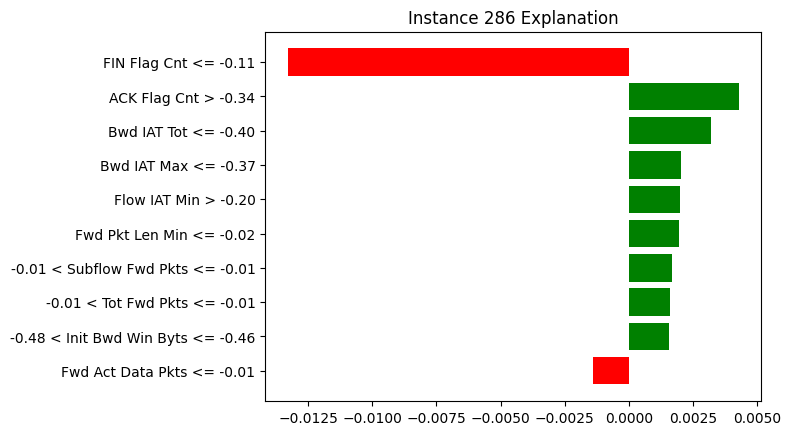 Instance 286 Explanation
FIN Flag Cnt <= -0.11
ACK Flag Cnt > -0.34
Bwd IAT Tot <= -0.40
Bwd IAT Max <= -0.37
Flow IAT Min > -0.20
Fwd Pkt Len Min <= -0.02
-0.01 < Subflow Fwd Pkts <= -0.01
-0.01 < Tot Fwd Pkts <= -0.01
-0.48 < Init Bwd Win Byts <= -0.46
Fwd Act Data Pkts <= -0.01
−0.0125 −0.0100 −0.0075 −0.0050 −0.0025 0.0000 0.0025 0.0050